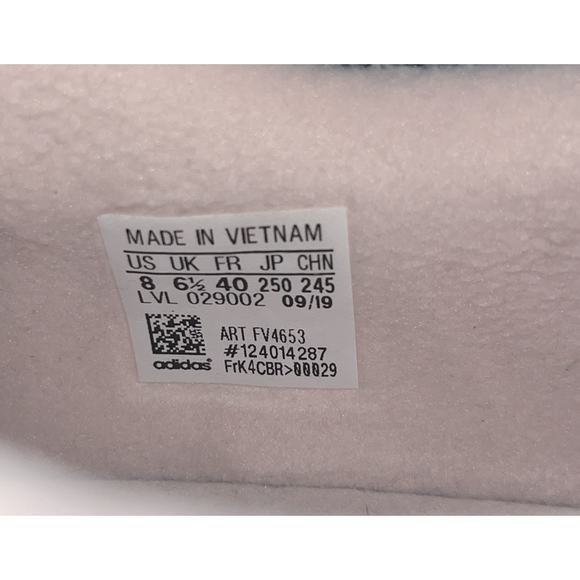 MADE IN VIETNAM
US UK FR JP CHN
8 6½ 40 250 245
LVL 029002 09/19
ART FV4653
#124014287
adidas FrK4CBR>00029